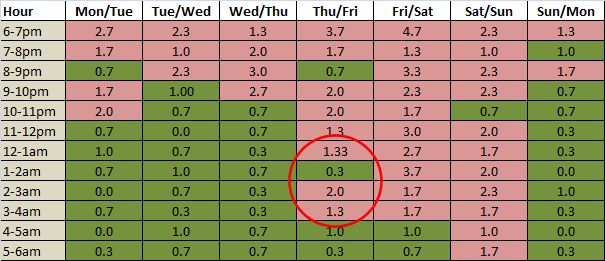 Hour Mon/Tue Tue/Wed Wed/Thu Thu/Fri Fri/Sat Sat/Sun Sun/Mon
6-7pm 2.7 2.3 1.3 3.7 4.7 2.3 1.3
7-8pm 1.7 1.0 2.0 1.7 1.3 1.0 1.0
8-9pm 0.7 2.3 3.0 0.7 3.3 2.3 1.7
9-10pm 1.7 1.00 2.7 2.0 2.3 2.3 0.7
10-11pm 2.0 0.7 0.7 2.0 1.7 0.7 0.7
11-12pm 0.7 0.0 0.7 1.3 3.0 2.0 0.3
12-1am 1.0 0.7 0.3 1.33 2.7 1.7 0.3
1-2am 0.7 1.0 0.7 0.3 3.7 2.0 0.0
2-3am 0.0 0.7 0.3 2.0 1.7 2.3 1.0
3-4am 0.7 0.3 0.3 1.3 1.7 1.7 0.3
4-5am 0.0 1.0 0.7 1.0 1.0 1.0 0.0
5-6am 0.3 0.7 0.7 0.3 0.7 1.7 0.3